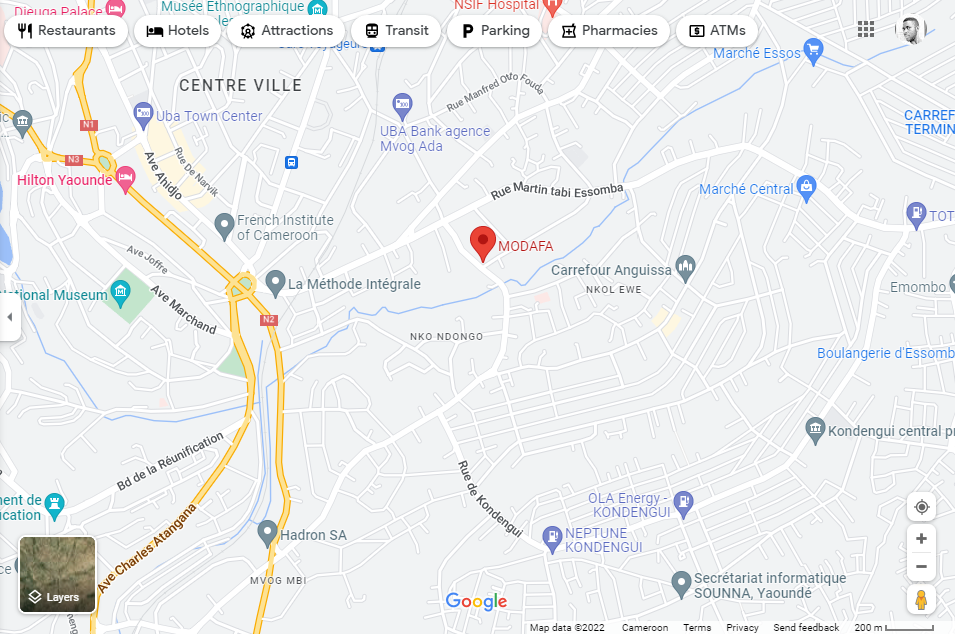 Dieuga Palace
Musée Ethnographique
NSIF Hospital
Restaurants
Hotels
Attractions
Transit
Parking
Pharmacies
ATMs
Marché Essos
CENTRE VILLE
Rue Manfred Otto Fouda
Uba Town Center
UBA Bank agence
Mvog Ada
CARREF
TERMIN
N1
N3
Rue De Narvik
Ave Ahidjo
Hilton Yaounde
Rue Martin tabi Essomba
Marché Central
TOT
French Institute
of Cameroon
MODAFA
Ave Joffre
Carrefour Anguissa
La Méthode Intégrale
NKOL EWE
Emombo
National Museum
Ave Marchand
N2
NKO NDONGO
Boulangerie d'Essomb
Kondengui central pr
Bd de la Réunification
Rue de Kondengui
ment de
ication
OLA Energy -
KONDENGUI
NEPTUNE
KONDENGUI
Hadron SA
Ave Charles Atangana
MVOG MBI
Secrétariat informatique
SOUNNA, Yaoundé
Layers
Google
Map data ©2022
Cameroon
Terms
Privacy
Send feedback
200 m